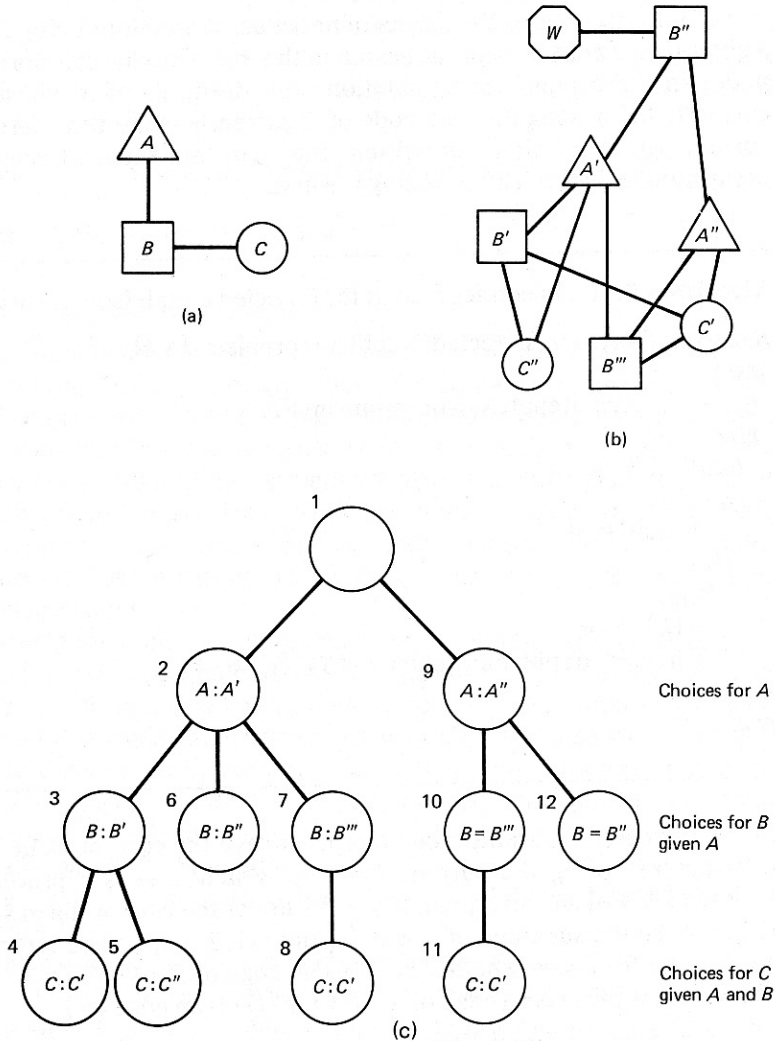 W B″
A
A′
B′ A″
B C
C′
(a)
C″ B‴
(b)
1
2 A:A′ 9 A:A″ Choices for A
3 B:B′ 6 B:B″ 7 B:B‴ 10 B=B‴ 12 B=B″ Choices for B
given A
4 C:C′ 5 C:C″ 8 C:C′ 11 C:C′ Choices for C
given A and B
(c)